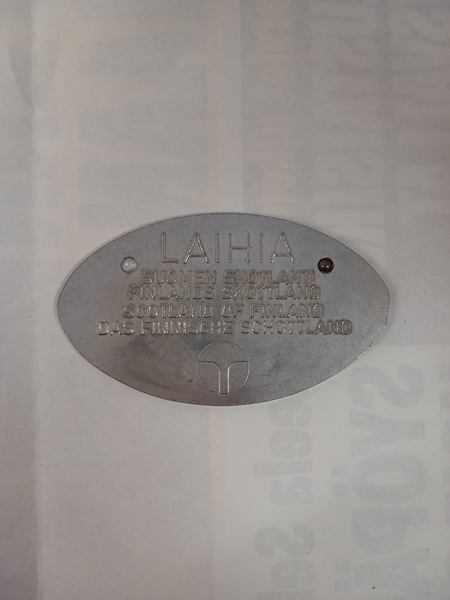 LAIHIA
SUOMEN SKOTLANTI
FINLANDS SKOTTLAND
SCOTLAND OF FINLAND
DAS FINNISCHE SCHOTTLAND